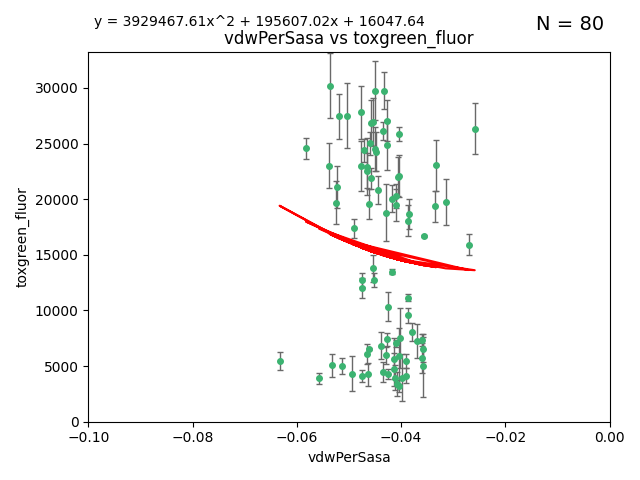 y = 3929467.61x^2 + 195607.02x + 16047.64
N = 80
vdwPerSasa vs toxgreen_fluor
30000
25000
20000
15000
10000
5000
0
toxgreen_fluor
−0.10
−0.08
−0.06
−0.04
−0.02
0.00
vdwPerSasa